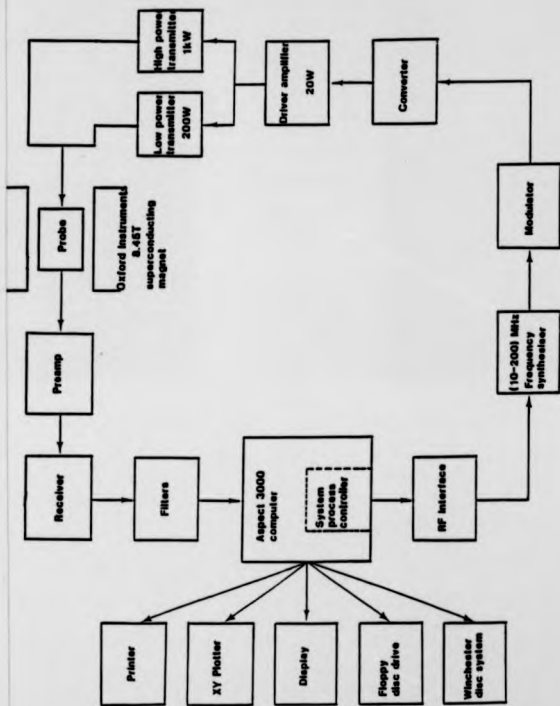 Winchester
disc system
Floppy
disc drive
Display
XY Plotter
Printer
RF interface
Aspect 3000
computer
System
process
controller
Filters
Receiver
Preamp
(10-200) MHz
Frequency
synthesiser
Probe
Oxford instruments
8.45T
superconducting
magnet
Modulator
Converter
Driver amplifier
20W
Low power
transmitter
200W
High power
transmitter
1kW